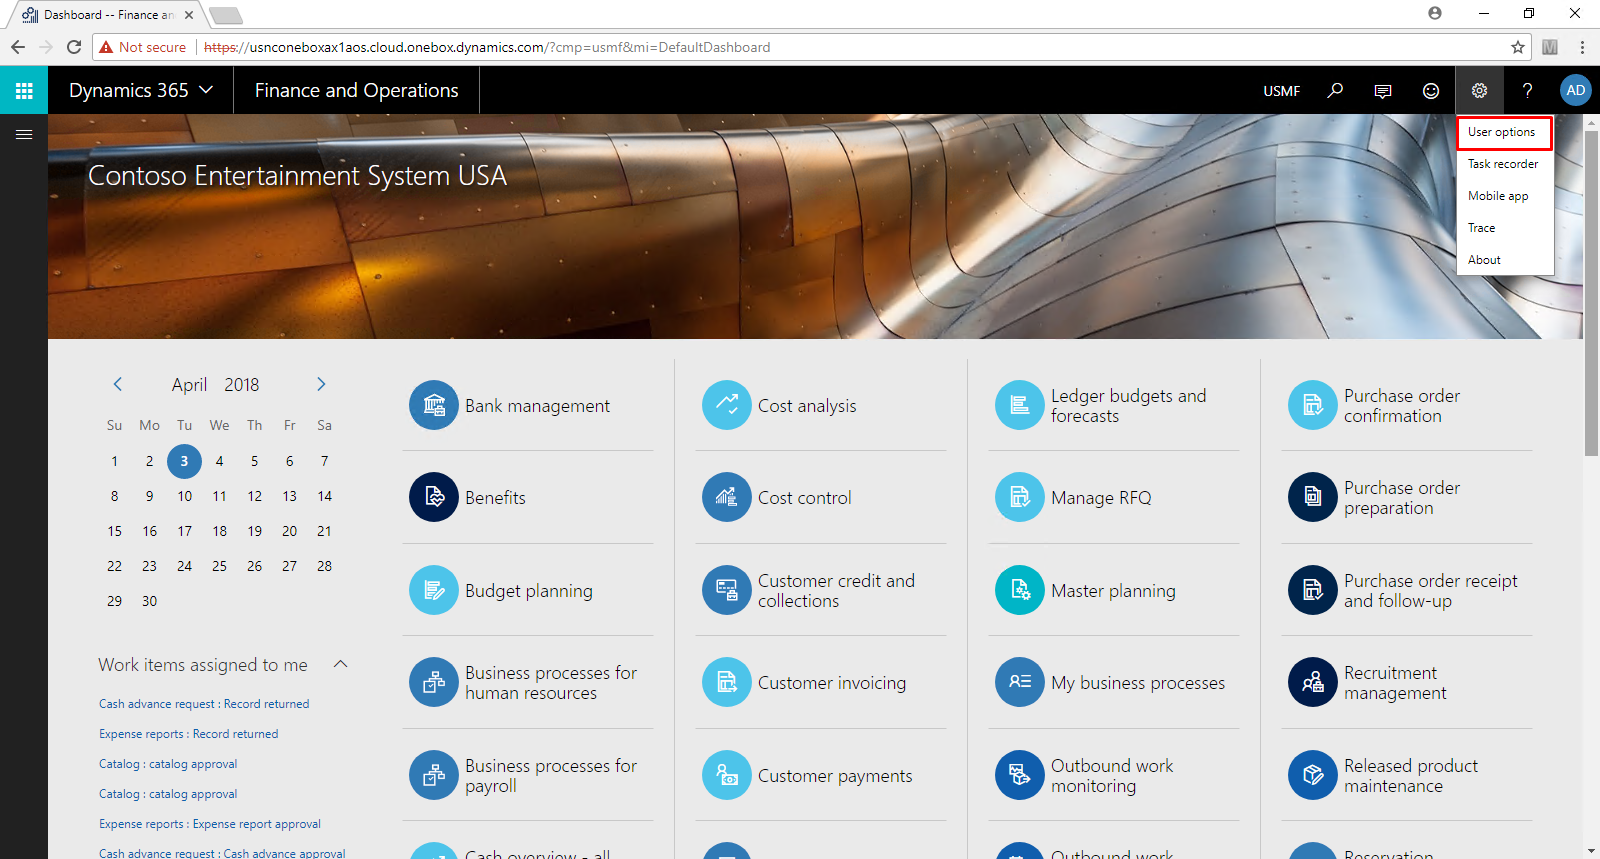 Dashboard -- Finance an
Not secure https://usnconeboxax1aos.cloud.onebox.dynamics.com/?cmp=usmf&mi=DefaultDashboard
Dynamics 365 Finance and Operations USMF ? AD
User options
Task recorder
Mobile app
Trace
About
Contoso Entertainment System USA
April 2018
Su Mo Tu We Th Fr Sa
1 2 3 4 5 6 7
8 9 10 11 12 13 14
15 16 17 18 19 20 21
22 23 24 25 26 27 28
29 30
Work items assigned to me
Cash advance request : Record returned
Expense reports : Record returned
Catalog : catalog approval
Catalog : catalog approval
Expense reports : Expense report approval
Cash advance request : Cash advance approval
Bank management
Benefits
Budget planning
Business processes for
human resources
Business processes for
payroll
Cash overview - all
Cost analysis
Cost control
Customer credit and
collections
Customer invoicing
Customer payments
Ledger budgets and
forecasts
Manage RFQ
Master planning
My business processes
Outbound work
monitoring
Outbound work
Purchase order
confirmation
Purchase order
preparation
Purchase order receipt
and follow-up
Recruitment
management
Released product
maintenance
Reservation